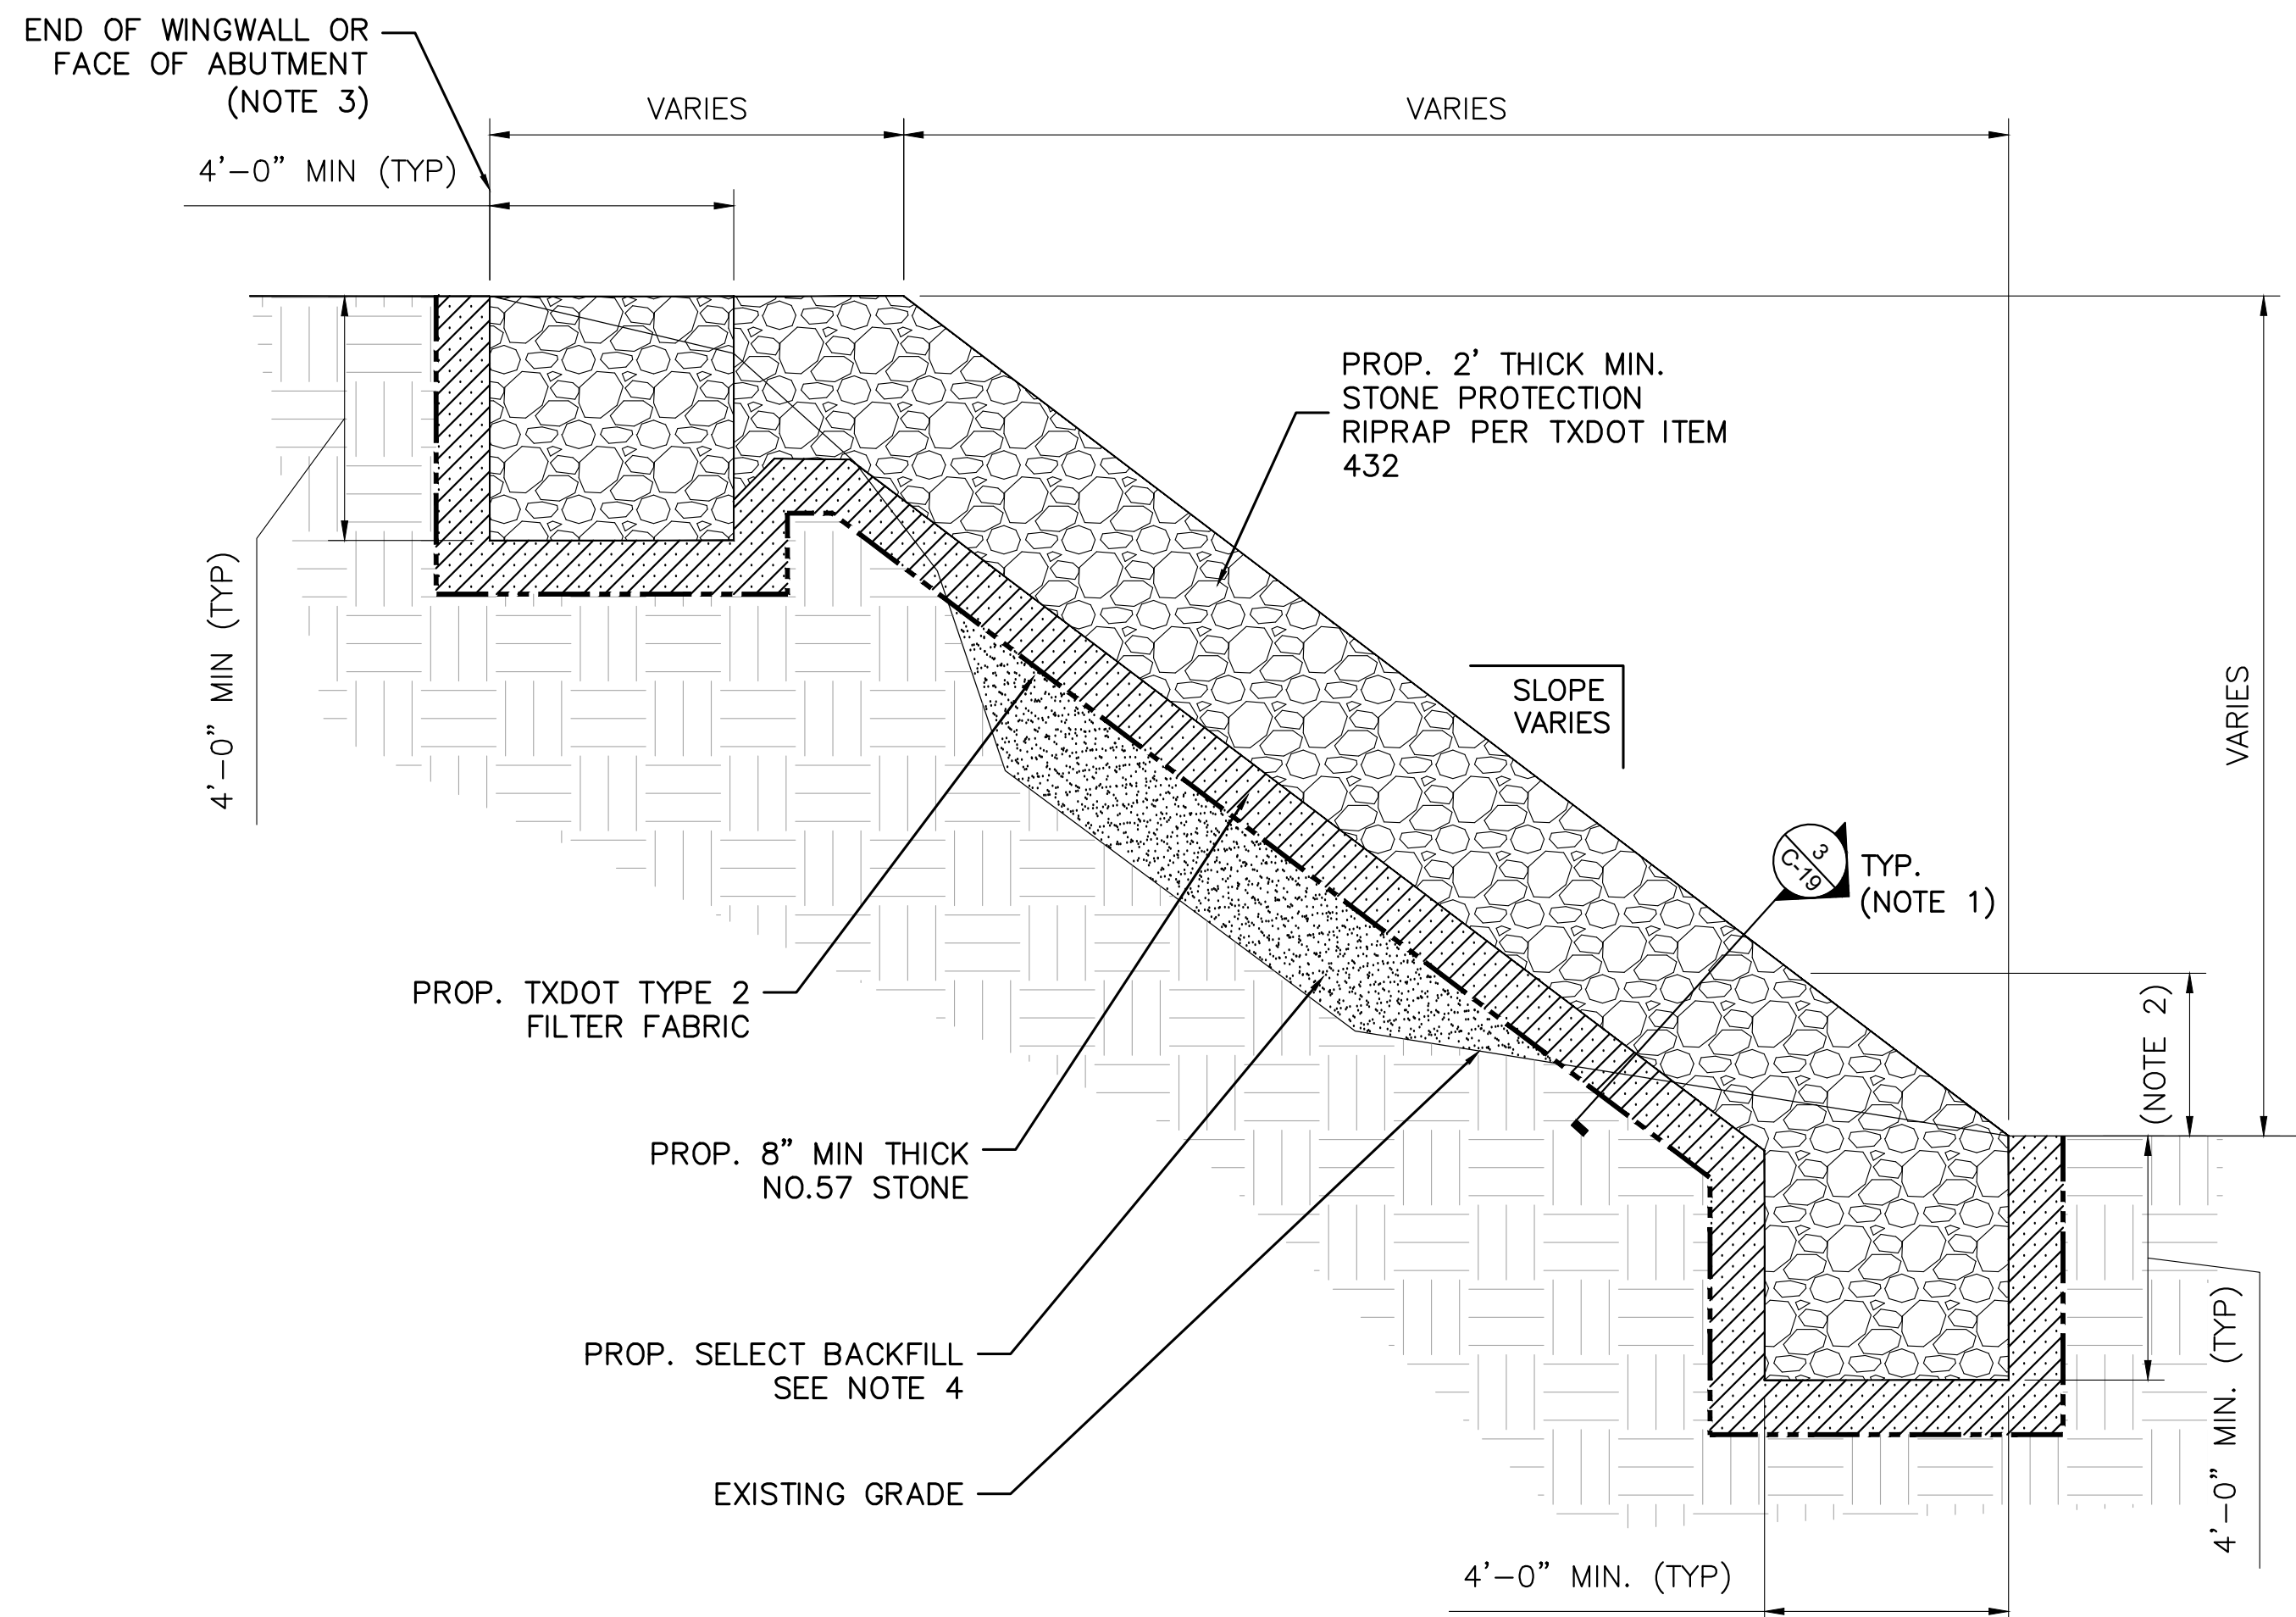 END OF WINGWALL OR
FACE OF ABUTMENT
(NOTE 3)
VARIES
VARIES
4'-0" MIN (TYP)
PROP. 2' THICK MIN.
STONE PROTECTION
RIPRAP PER TXDOT ITEM
432
4'-0" MIN (TYP)
SLOPE
VARIES
VARIES
3
C-19
TYP.
(NOTE 1)
PROP. TXDOT TYPE 2
FILTER FABRIC
(NOTE 2)
PROP. 8" MIN THICK
NO.57 STONE
PROP. SELECT BACKFILL
SEE NOTE 4
4'-0" MIN. (TYP)
EXISTING GRADE
4'-0" MIN. (TYP)